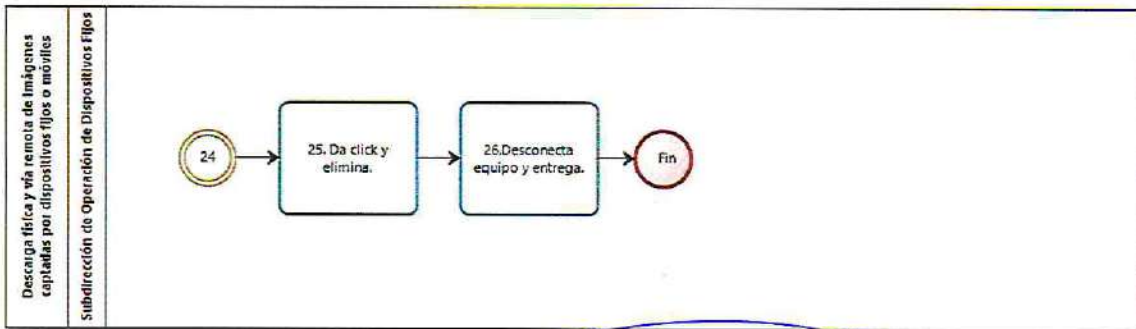 Descarga física y vía remota de imágenes
captadas por dispositivos fijos o móviles
Subdirección de Operación de Dispositivos Fijos
24
25. Da click y
elimina.
26.Desconecta
equipo y entrega.
Fin